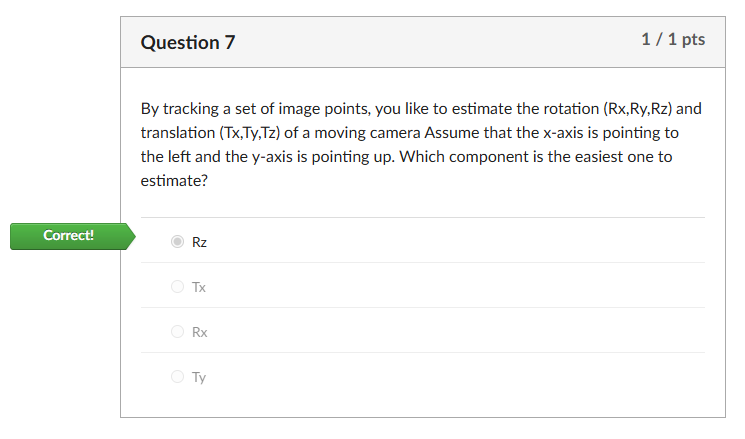 Question 7
1 / 1 pts
By tracking a set of image points, you like to estimate the rotation (Rx,Ry,Rz) and
translation (Tx,Ty,Tz) of a moving camera Assume that the x-axis is pointing to
the left and the y-axis is pointing up. Which component is the easiest one to
estimate?
Correct!
Rz
Tx
Rx
Ty